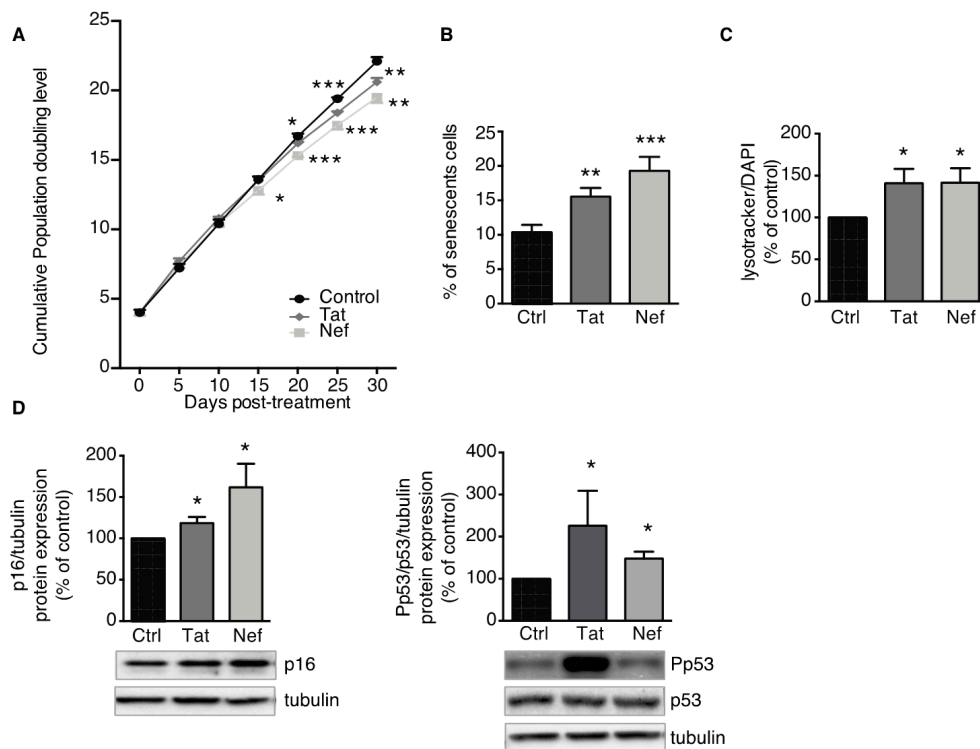 A
Cumulative Population doubling level
25
20
15
10
5
0
***
**
*
**
***
***
*
Control
Tat
Nef
0 5 10 15 20 25 30
Days post-treatment
B
% of senescents cells
25
20
15
10
5
0
**
***
Ctrl Tat Nef
C
lysotracker/DAPI
(% of control)
200
150
100
50
0
*
*
Ctrl Tat Nef
D
p16/tubulin
protein expression
(% of control)
200
150
100
50
0
*
*
Ctrl Tat Nef
p16
tubulin
Pp53/p53/tubulin
protein expression
(% of control)
400
300
200
100
0
*
*
Ctrl Tat Nef
Pp53
p53
tubulin